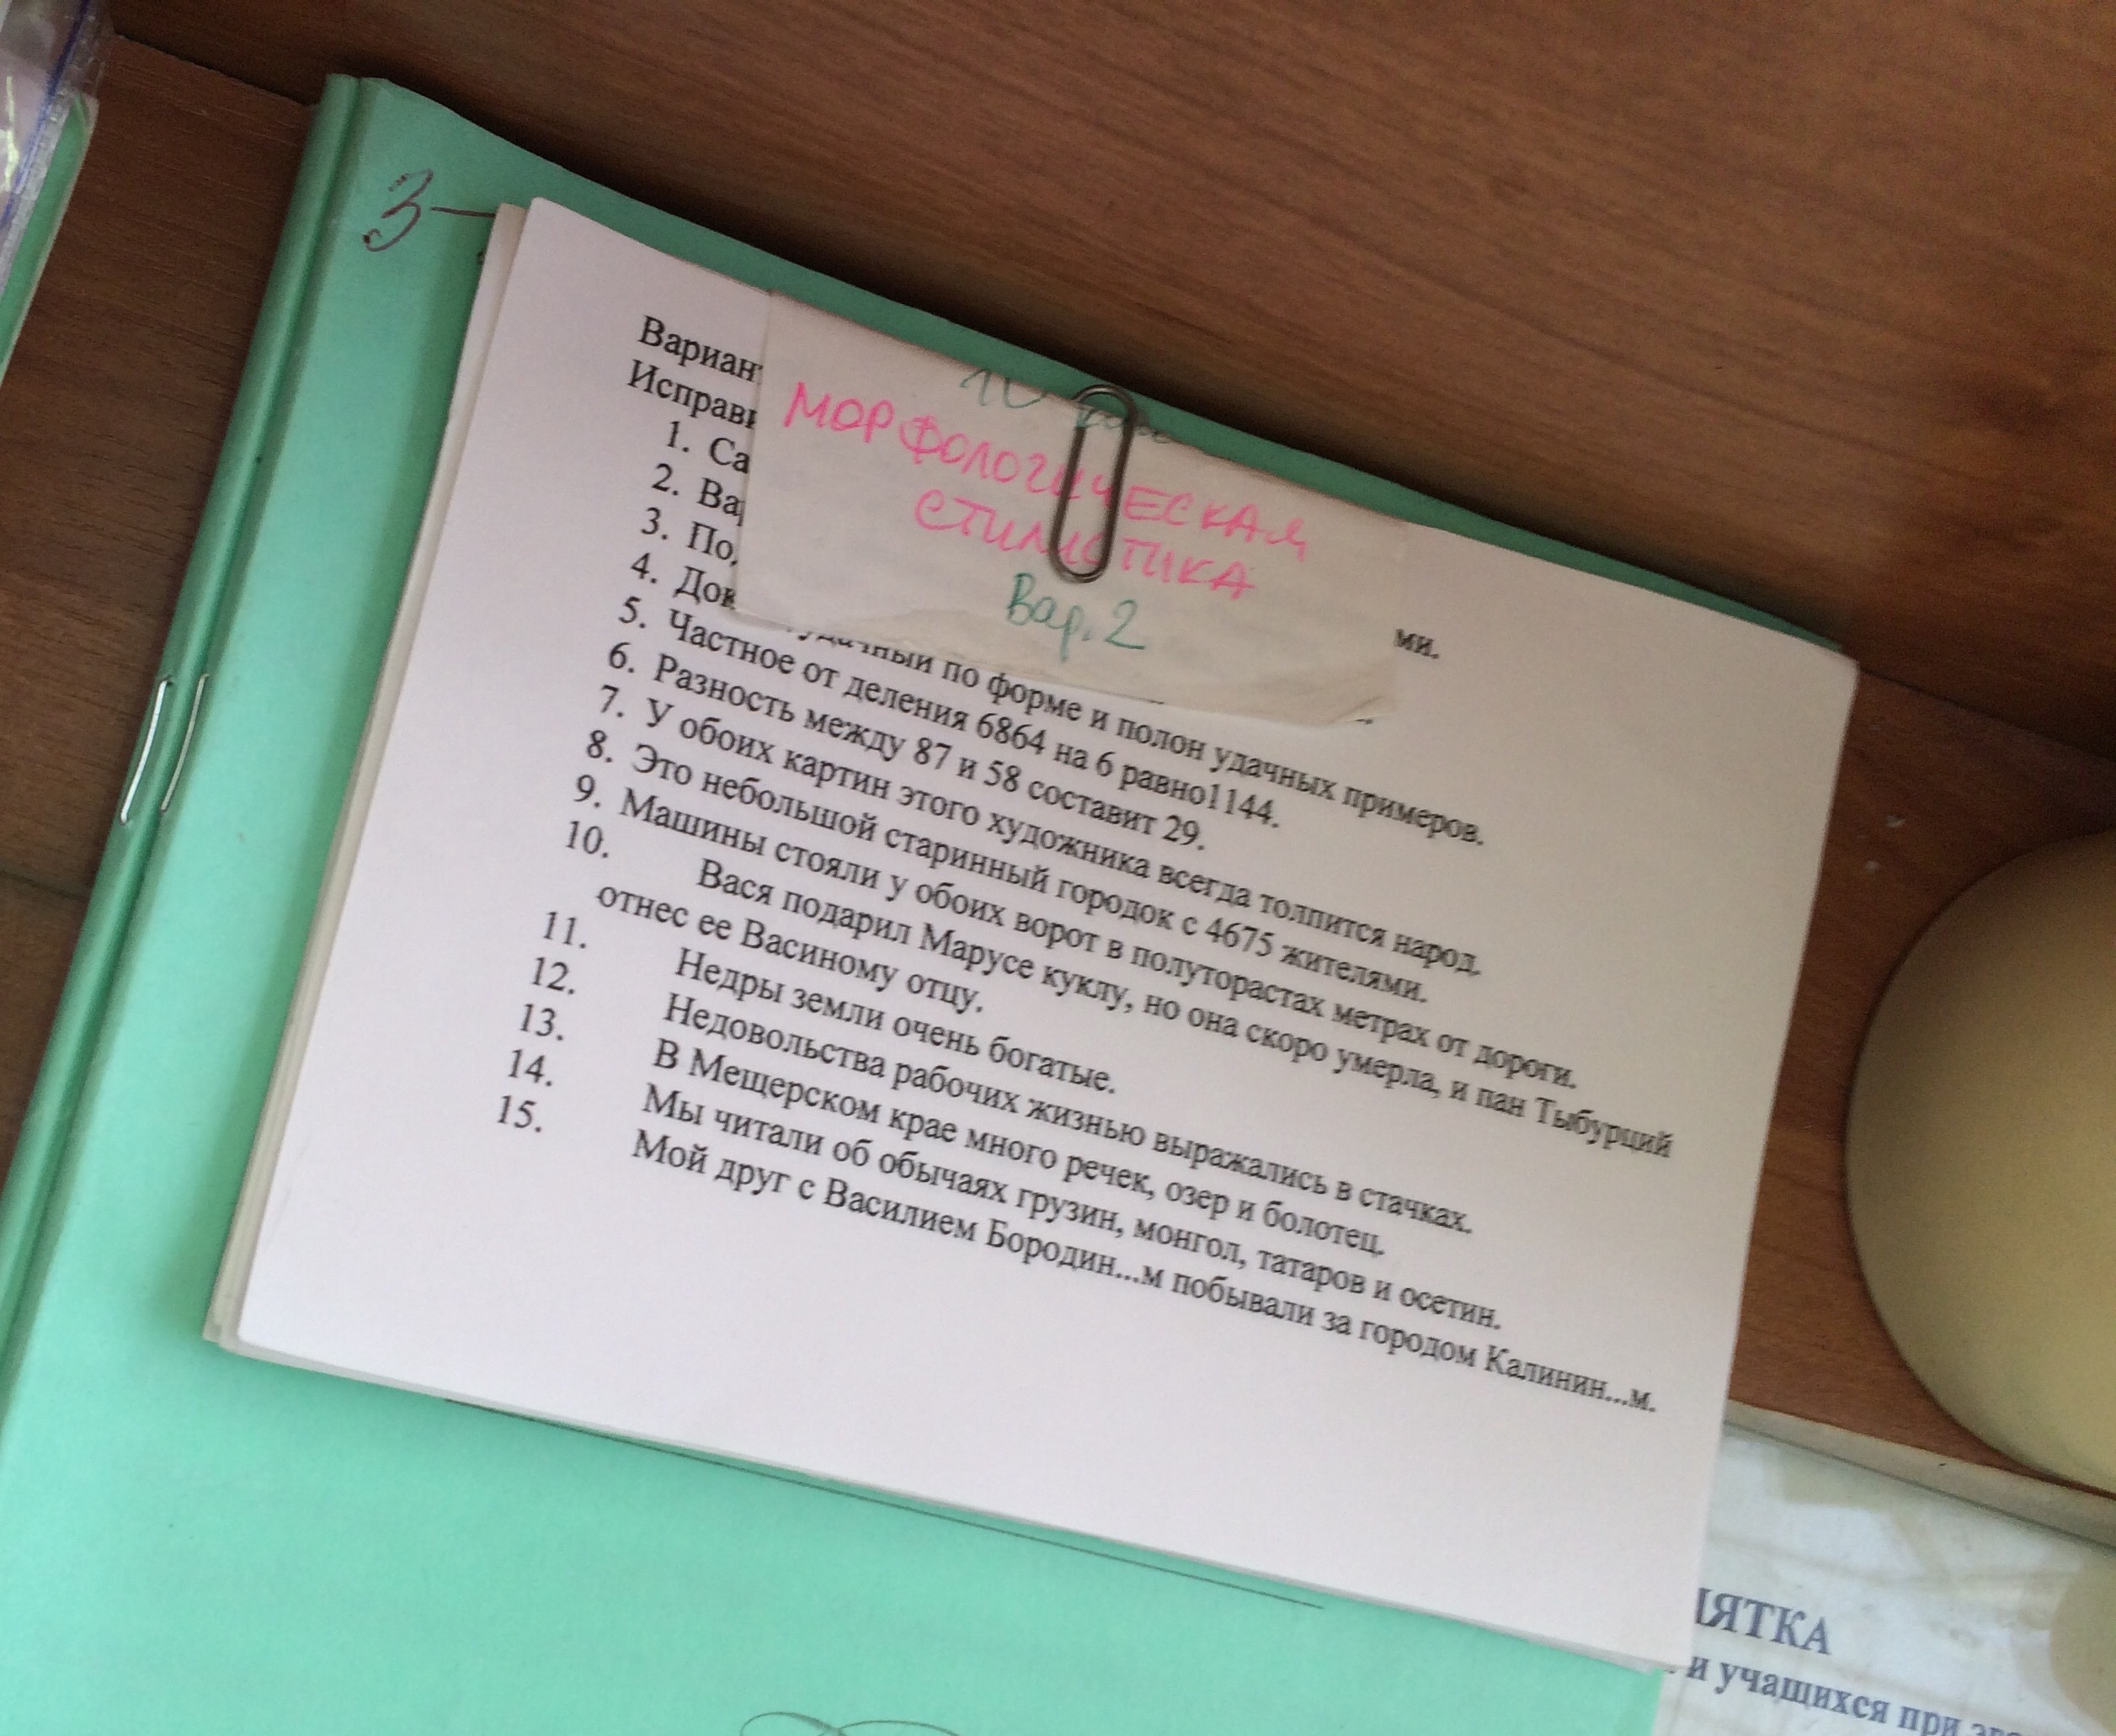 3-
10
МОРФОЛОГИЧЕСКАЯ
СТИЛИСТИКА
Вар. 2
Вариант
Исправи
1. Са
2. Ва
3. По
ми.
4. Док удачный по форме и полон удачных примеров.
5. Частное от деления 6864 на 6 равно1144.
6. Разность между 87 и 58 составит 29.
7. У обоих картин этого художника всегда толпится народ.
8. Это небольшой старинный городок с 4675 жителями.
9. Машины стояли у обоих ворот в полуторастах метрах от дороги.
10. Вася подарил Марусе куклу, но она скоро умерла, и пан Тыбурций
отнес ее Васиному отцу.
11. Недры земли очень богатые.
12. Недовольства рабочих жизнью выражались в стачках.
13. В Мещерском крае много речек, озер и болотец.
14. Мы читали об обычаях грузин, монгол, татаров и осетин.
15. Мой друг с Василием Бородин...м побывали за городом Калинин...м.
ЯТКА
и учащихся при